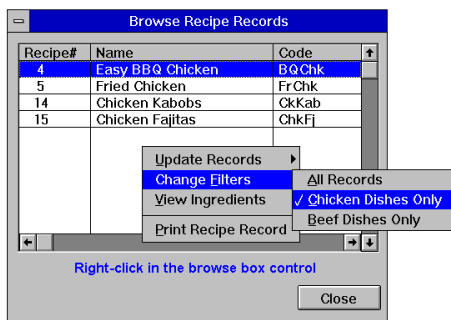 Browse Recipe Records
Recipe# Name Code
4 Easy BBQ Chicken BQChk
5 Fried Chicken FrChk
14 Chicken Kabobs CkKab
15 Chicken Fajitas ChkFj
Update Records
Change Filters
View Ingredients
Print Recipe Record
All Records
✓ Chicken Dishes Only
Beef Dishes Only
Right-click in the browse box control
Close